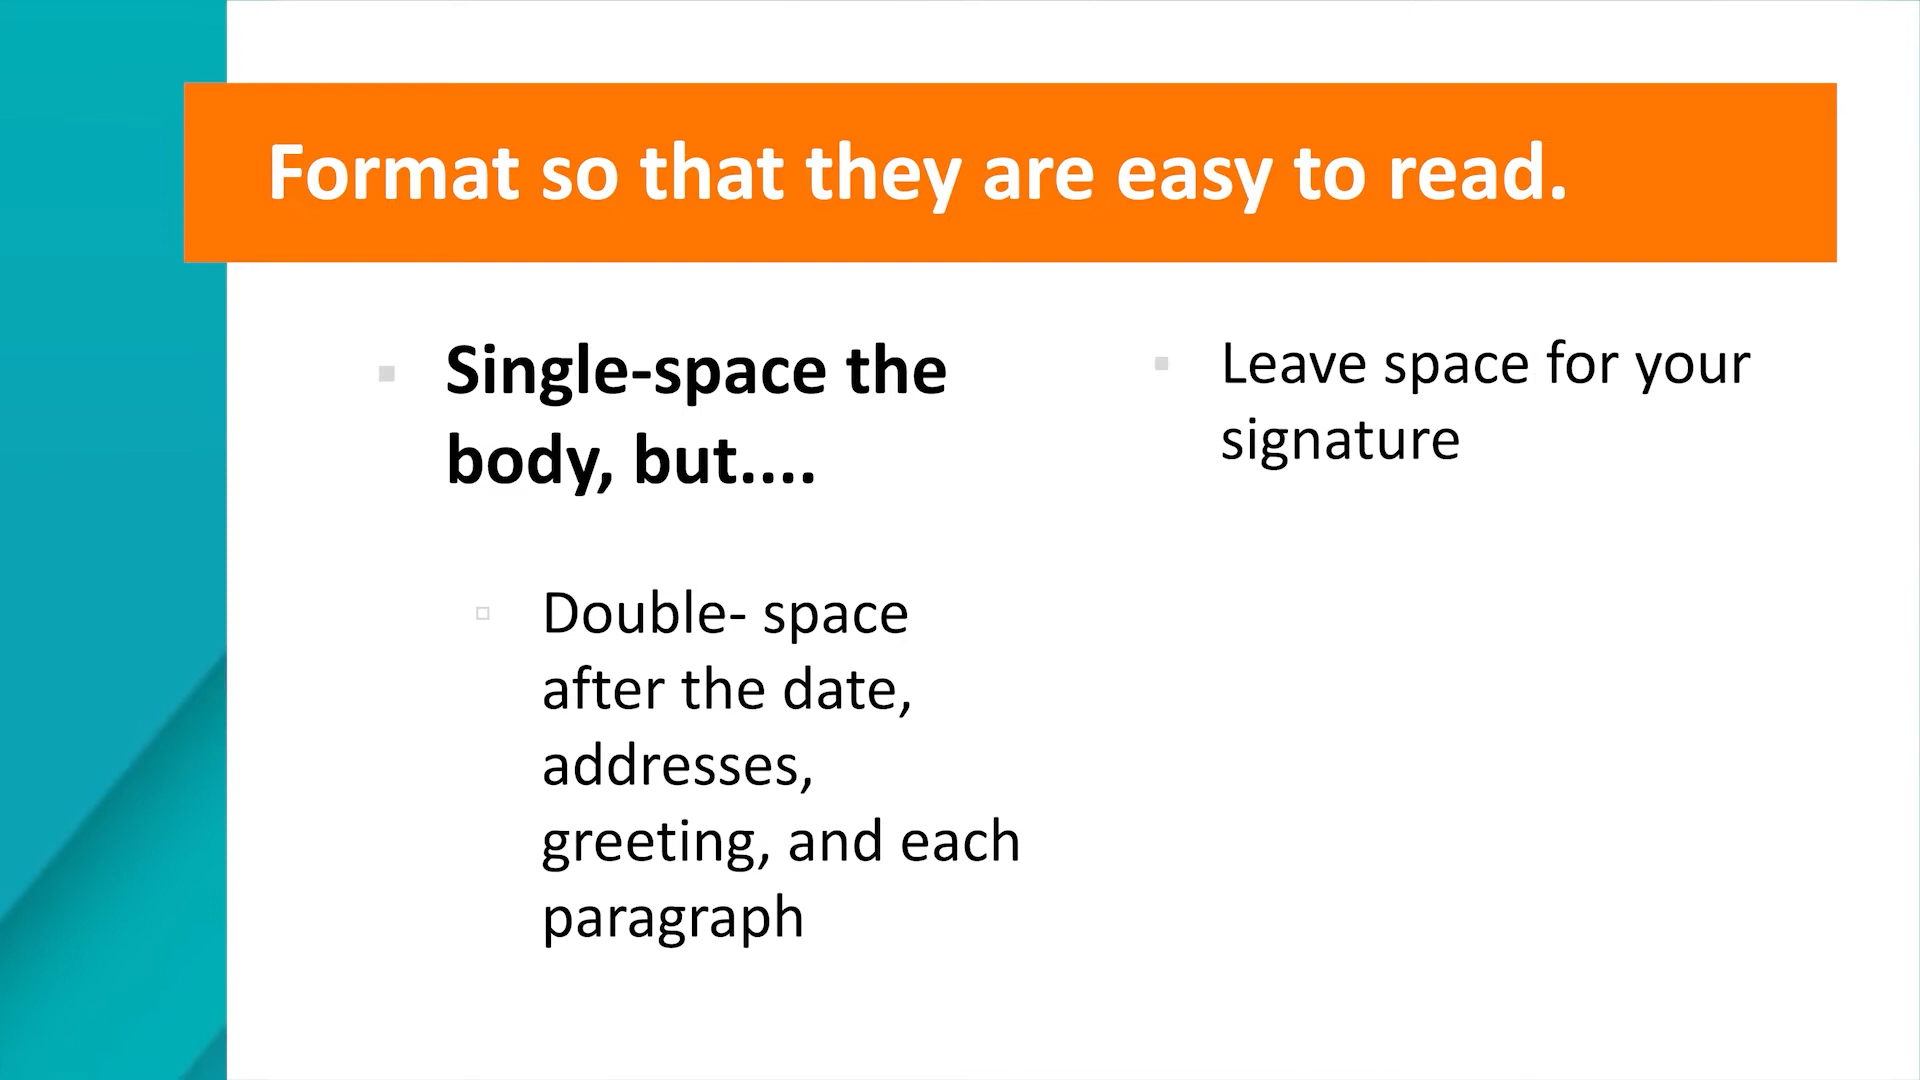 Format so that they are easy to read.
Single-space the
body, but....
Double- space
after the date,
addresses,
greeting, and each
paragraph
Leave space for your
signature